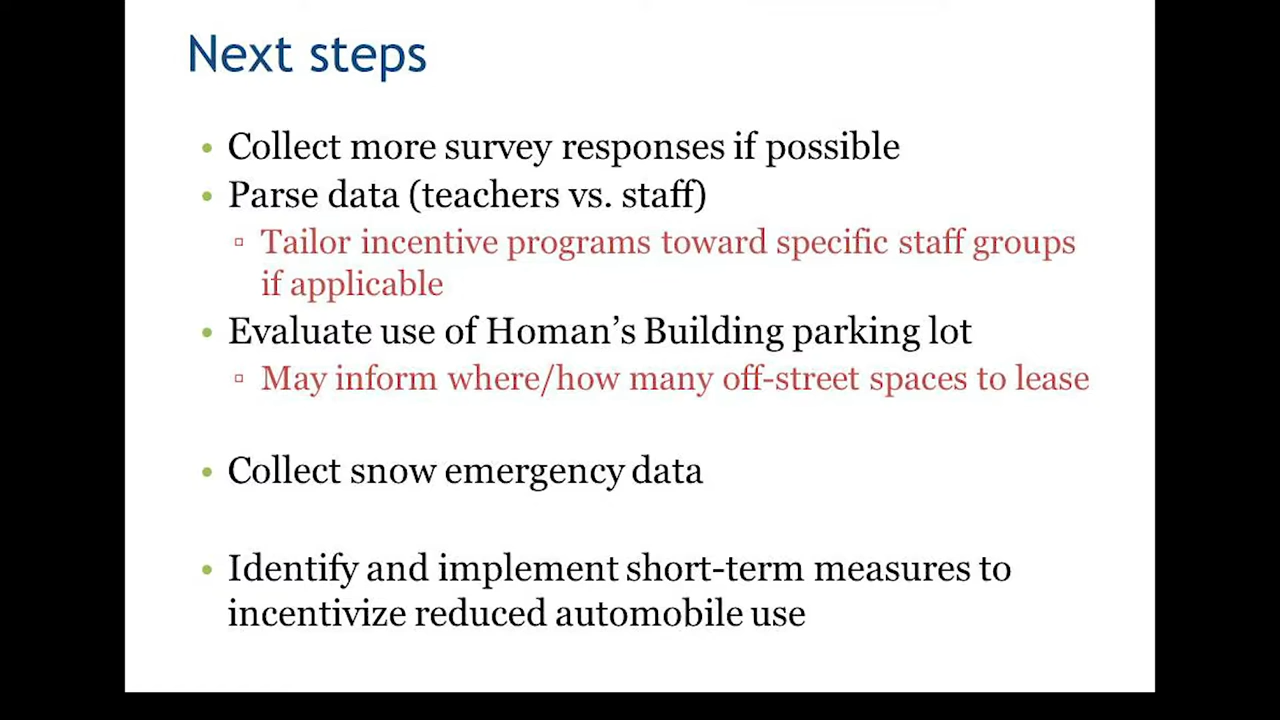 Next steps
• Collect more survey responses if possible
• Parse data (teachers vs. staff)
▫ Tailor incentive programs toward specific staff groups
if applicable
• Evaluate use of Homan’s Building parking lot
▫ May inform where/how many off-street spaces to lease
• Collect snow emergency data
• Identify and implement short-term measures to
incentivize reduced automobile use